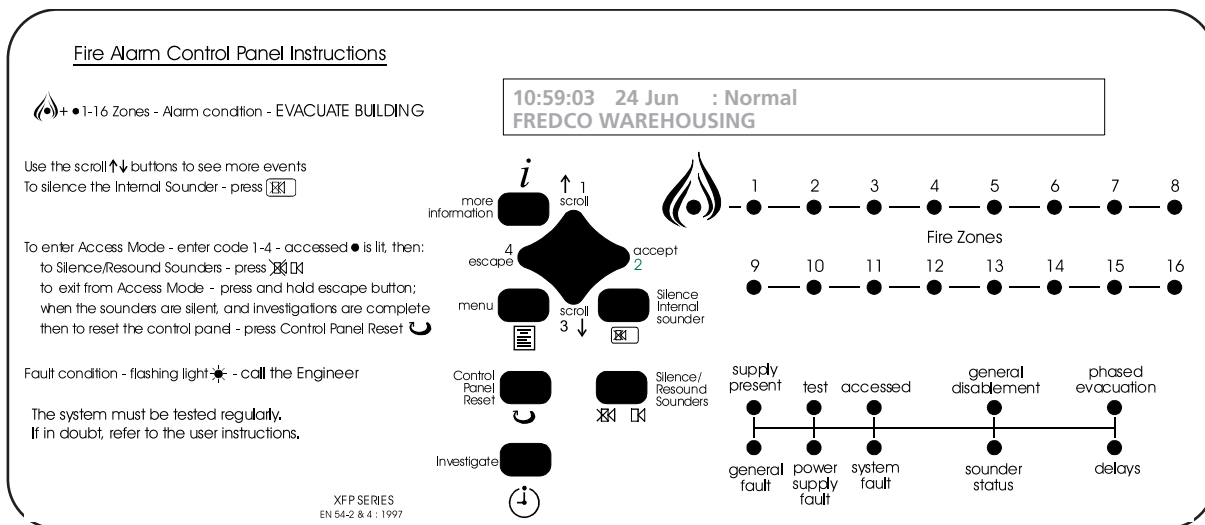 Fire Alarm Control Panel Instructions
+ ●1-16 Zones - Alarm condition - EVACUATE BUILDING
Use the scroll ↑↓ buttons to see more events
To silence the Internal Sounder - press
To enter Access Mode - enter code 1-4 - accessed ● is lit, then:
to Silence/Resound Sounders - press
to exit from Access Mode - press and hold escape button;
when the sounders are silent, and investigations are complete
then to reset the control panel - press Control Panel Reset
Fault condition - flashing light - call the Engineer
The system must be tested regularly.
If in doubt, refer to the user instructions.
XFP SERIES
EN 54-2 & 4 : 1997
10:59:03 24 Jun : Normal
FREDCO WAREHOUSING
i
more
information
↑ 1
scroll
4
escape
accept
2
menu
scroll
3 ↓
Silence
Internal
sounder
Control
Panel
Reset
Silence/
Resound
Sounders
Investigate
1 2 3 4 5 6 7 8
Fire Zones
9 10 11 12 13 14 15 16
supply
present
test
accessed
general
disablement
phased
evacuation
general
fault
power
supply
fault
system
fault
sounder
status
delays